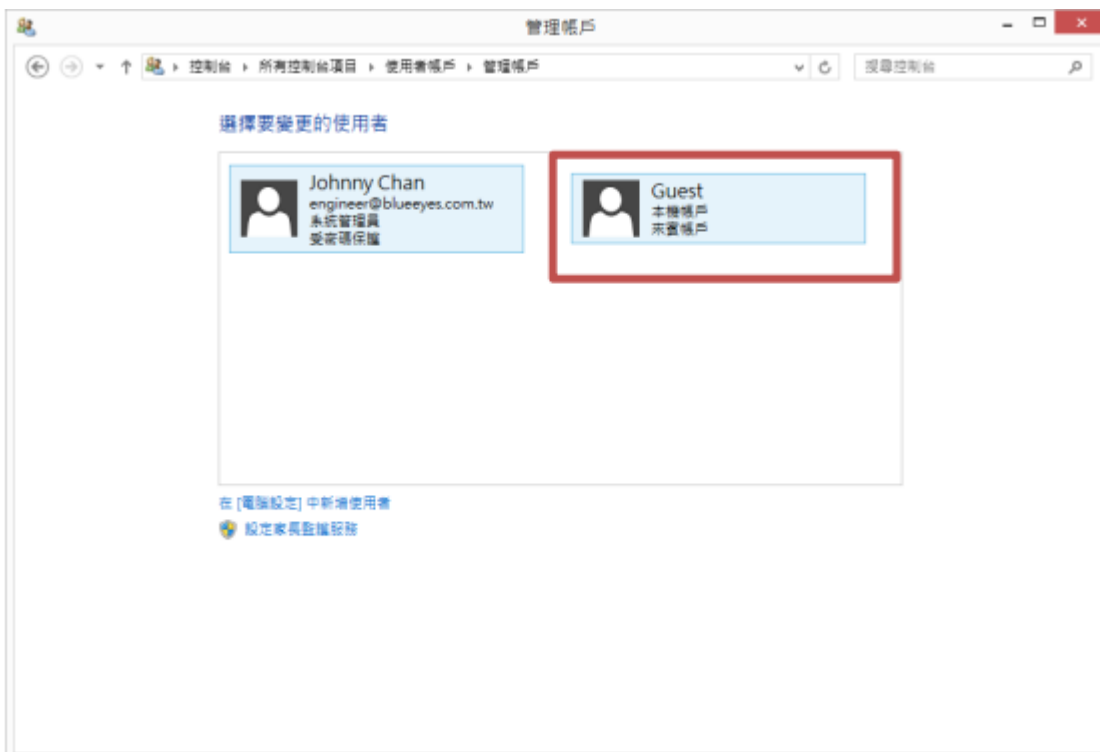 管理帳戶
控制台 ▸ 所有控制台項目 ▸ 使用者帳戶 ▸ 管理帳戶
搜尋控制台
選擇要變更的使用者
Johnny Chan
engineer@blueeyes.com.tw
系統管理員
受密碼保護
Guest
本機帳戶
來賓帳戶
在 [電腦設定] 中新增使用者
設定家長監護服務